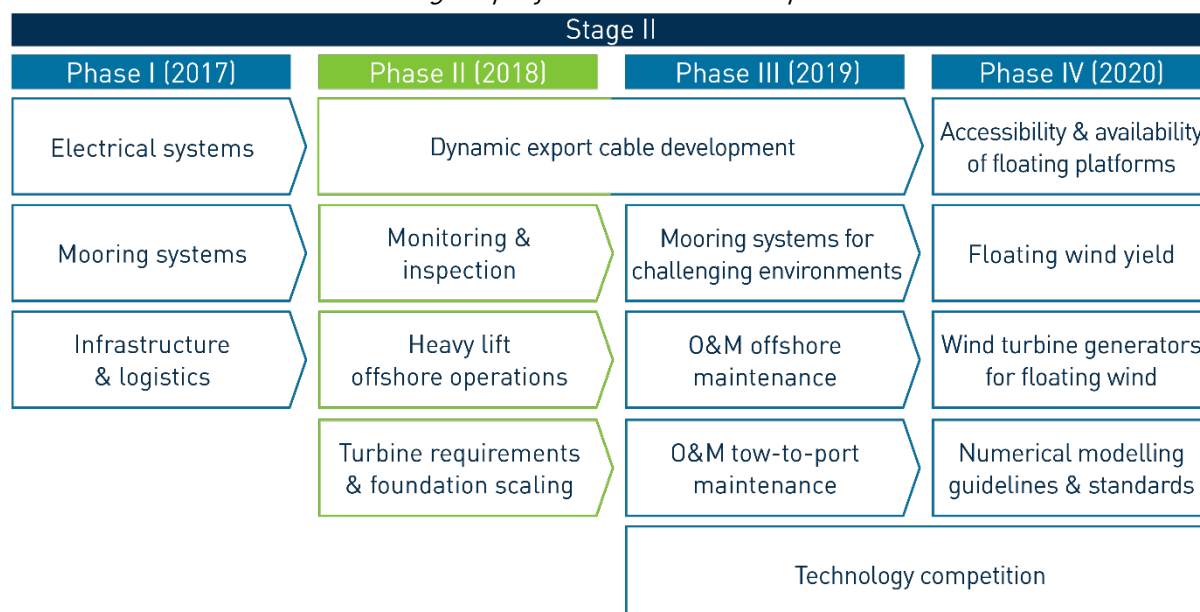 Stage II
Phase I (2017)
Phase II (2018)
Phase III (2019)
Phase IV (2020)
Electrical systems
Dynamic export cable development
Accessibility & availability
of floating platforms
Mooring systems
Monitoring &
inspection
Mooring systems for
challenging environments
Floating wind yield
Infrastructure
& logistics
Heavy lift
offshore operations
O&M offshore
maintenance
Wind turbine generators
for floating wind
Turbine requirements
& foundation scaling
O&M tow-to-port
maintenance
Numerical modelling
guidelines & standards
Technology competition